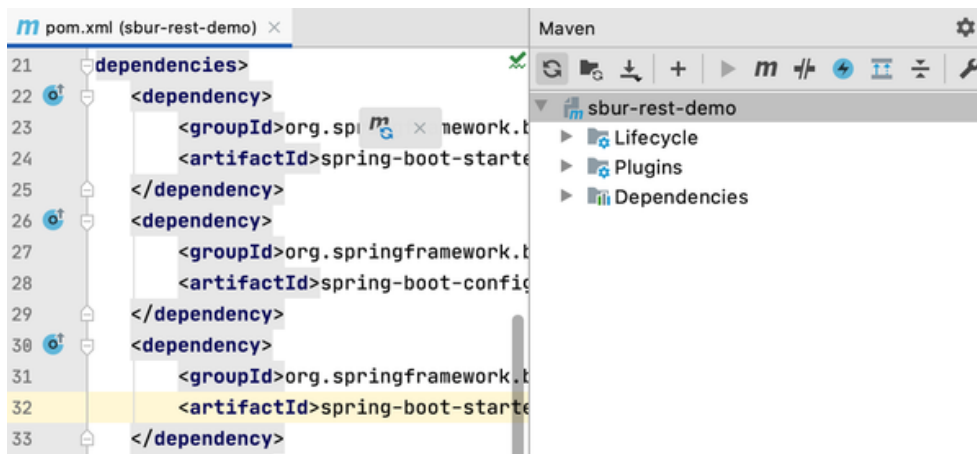 m pom.xml (sbur-rest-demo) ×
Maven
m
21 dependencies>
22 <dependency>
23 <groupId>org.sp mework.b
24 <artifactId>spring-boot-starte
25 </dependency>
26 <dependency>
27 <groupId>org.springframework.b
28 <artifactId>spring-boot-config
29 </dependency>
30 <dependency>
31 <groupId>org.springframework.b
32 <artifactId>spring-boot-starte
33 </dependency>
sbur-rest-demo
Lifecycle
Plugins
Dependencies